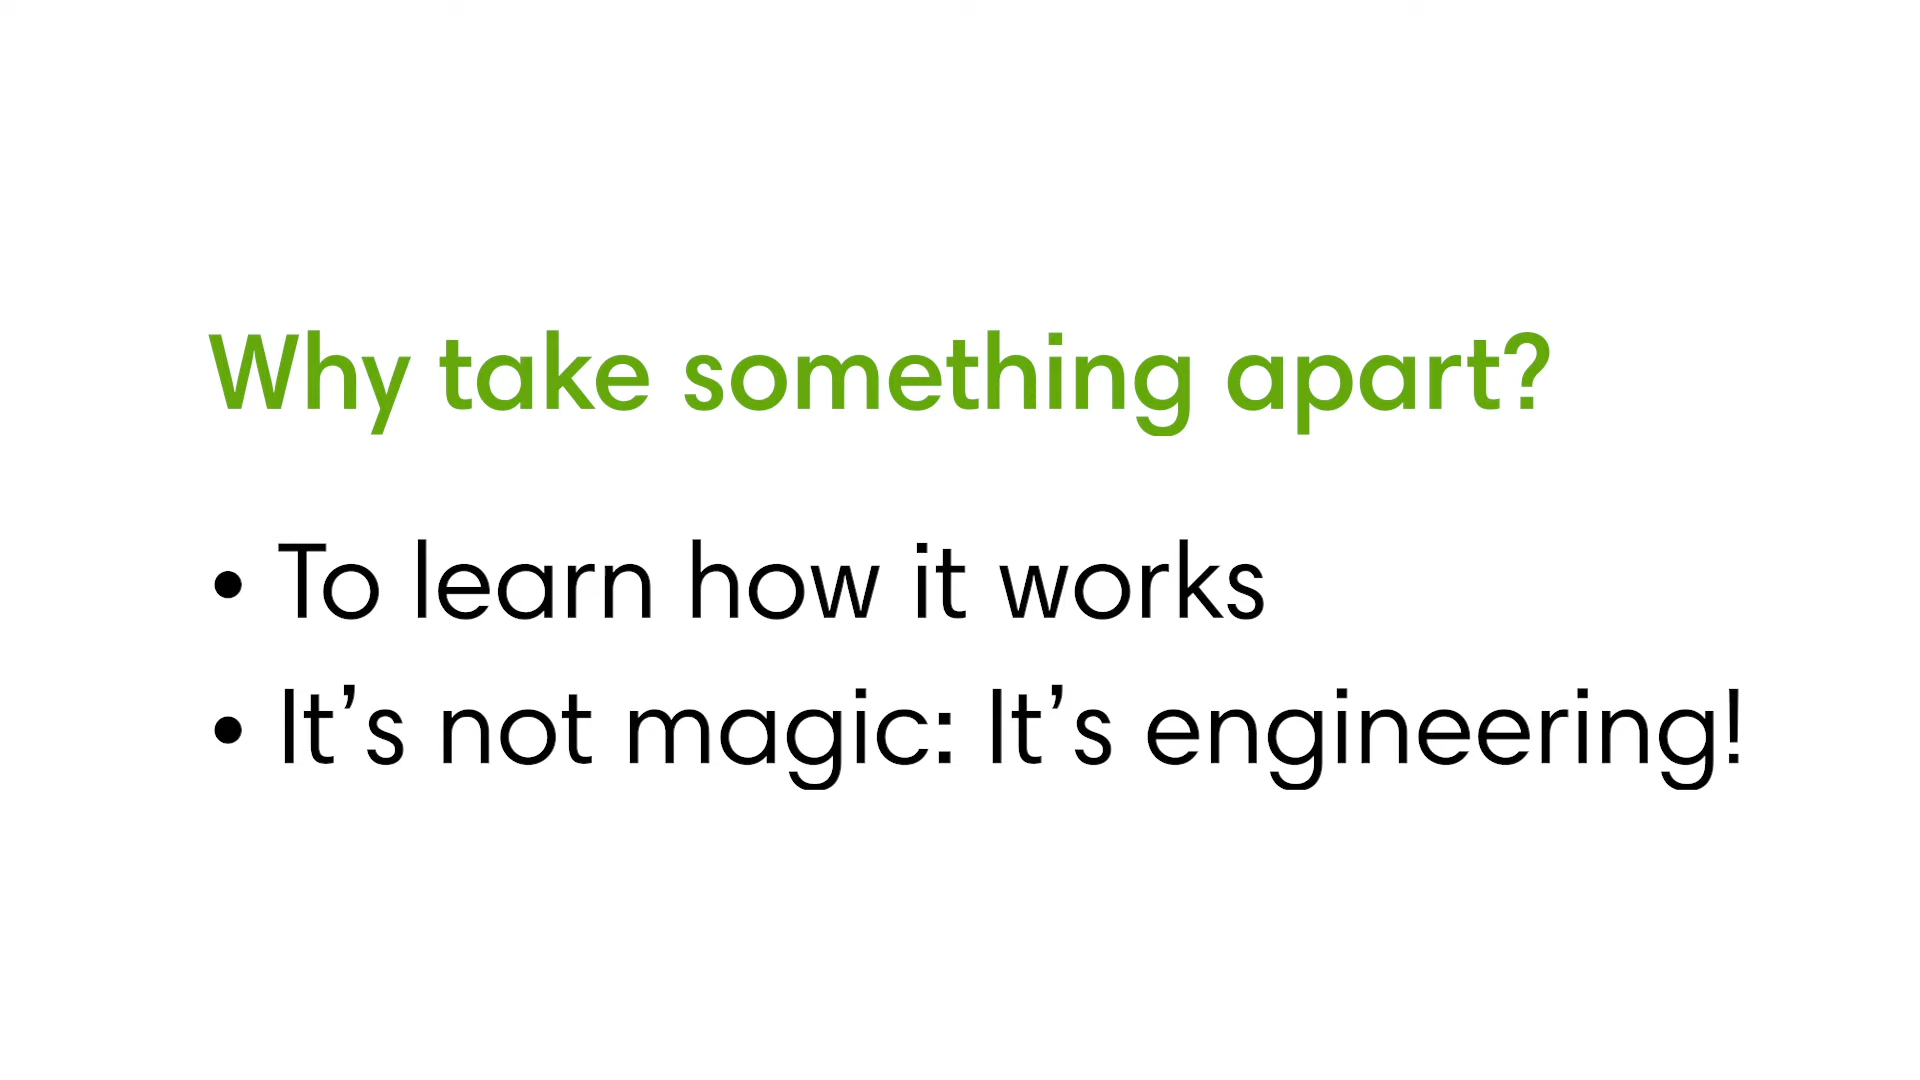 Why take something apart?
• To learn how it works
• It’s not magic: It’s engineering!